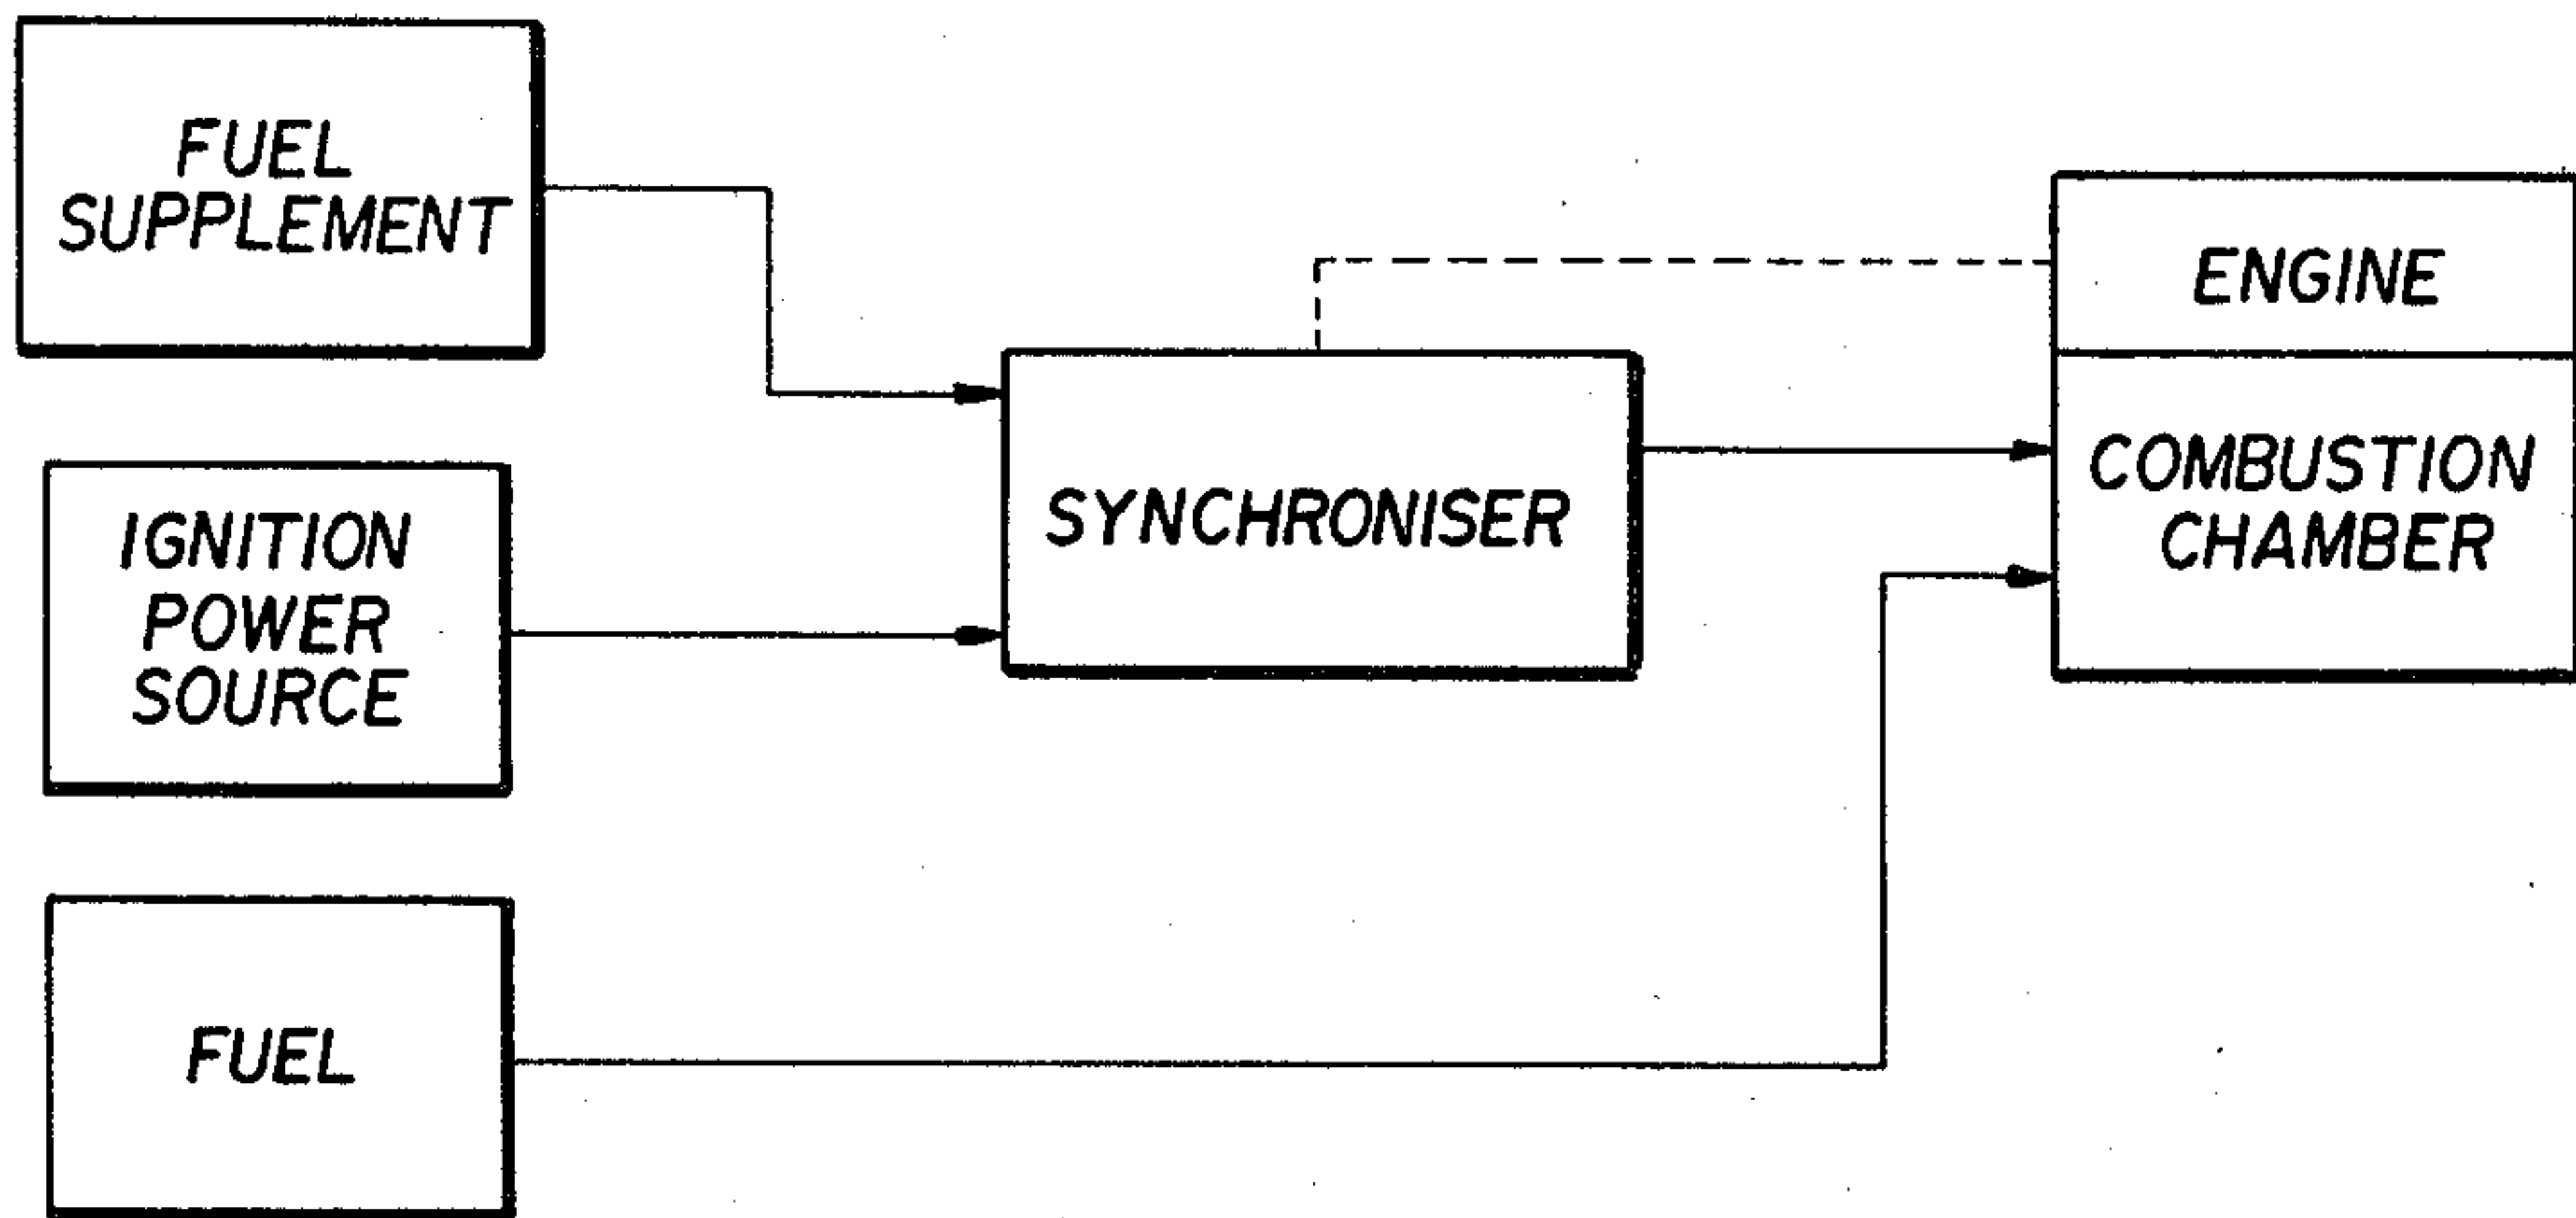 FUEL
SUPPLEMENT
IGNITION
POWER
SOURCE
FUEL
SYNCHRONISER
ENGINE
COMBUSTION
CHAMBER